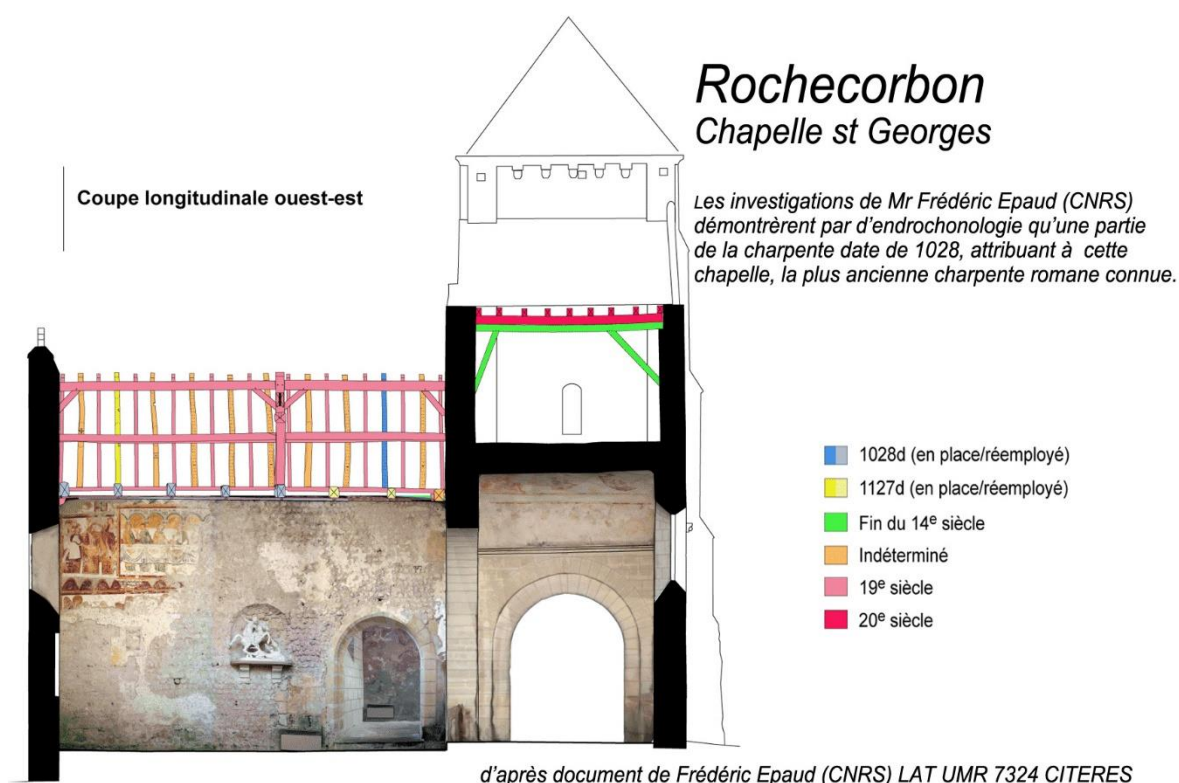 Rochecorbon
Chapelle st Georges
Coupe longitudinale ouest-est
Les investigations de Mr Frédéric Epaud (CNRS)
démontrèrent par d'endrochonologie qu'une partie
de la charpente date de 1028, attribuant à cette
chapelle, la plus ancienne charpente romane connue.
1028d (en place/réemployé)
1127d (en place/réemployé)
Fin du 14e siècle
Indéterminé
19e siècle
20e siècle
d'après document de Frédéric Epaud (CNRS) LAT UMR 7324 CITERES